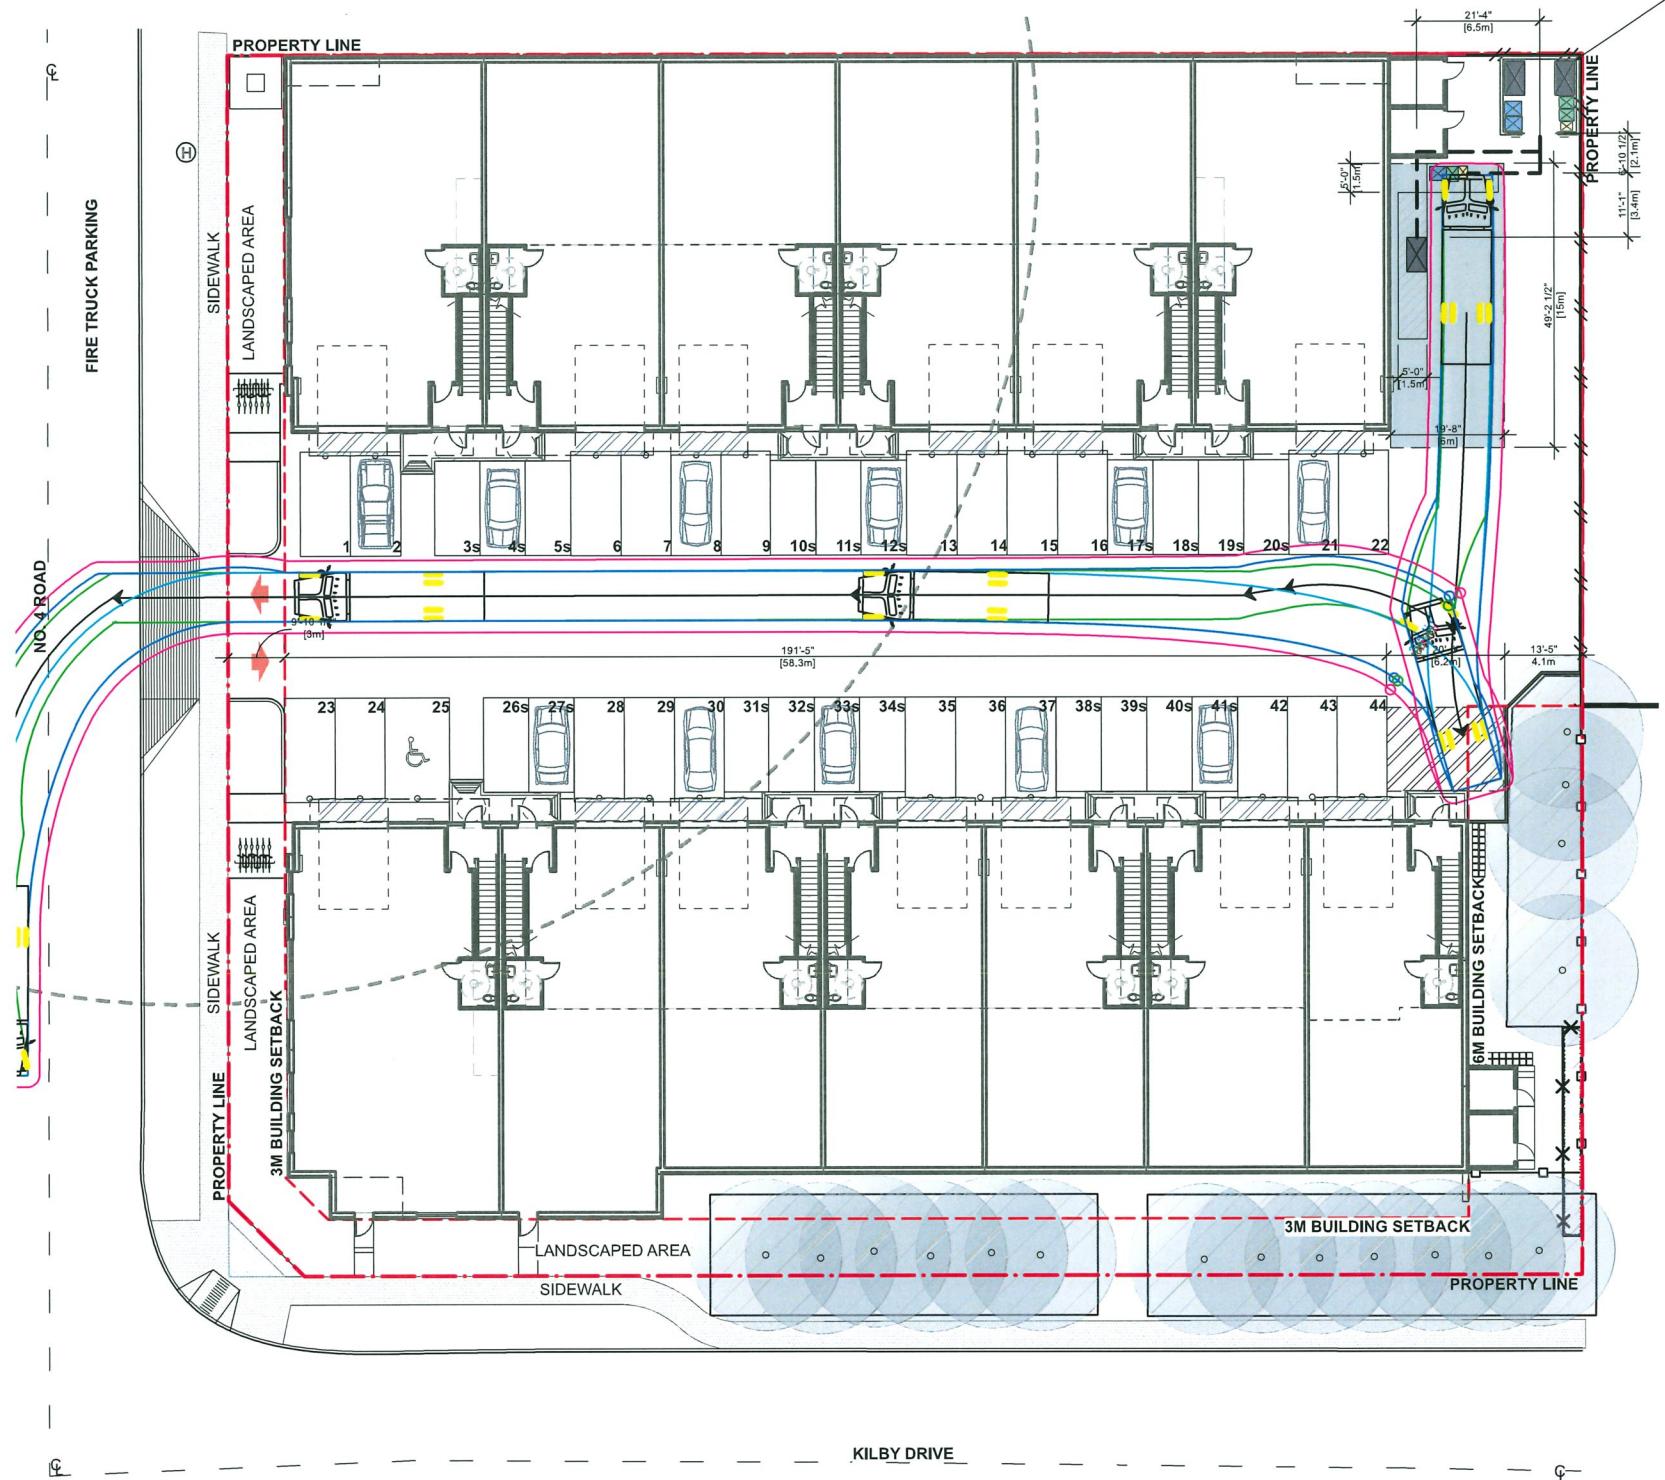 21'-4"
[6.5m]
PROPERTY LINE
PROPERTY LINE
6'-10 1/2"
[2.1m]
11'-1"
[3.4m]
5'-0"
[1.5m]
49'-2 1/2"
[15m]
5'-0"
[1.5m]
19'-8"
[6m]
H
FIRE TRUCK PARKING
SIDEWALK
LANDSCAPED AREA
1 2 3s 4s 5s 6 7 8 9 10s 11s 12s 13 14 15 16 17s 18s 19s 20s 21 22
NO. 4 ROAD
[3m]
191'-5"
[58.3m]
[6.2m]
13'-5"
4.1m
23 24 25 26s 27s 28 29 30 31s 32s 33s 34s 35 36 37 38s 39s 40s 41s 42 43 44
SIDEWALK
LANDSCAPED AREA
PROPERTY LINE
3M BUILDING SETBACK
6M BUILDING SETBACK
3M BUILDING SETBACK
LANDSCAPED AREA
SIDEWALK
PROPERTY LINE
KILBY DRIVE